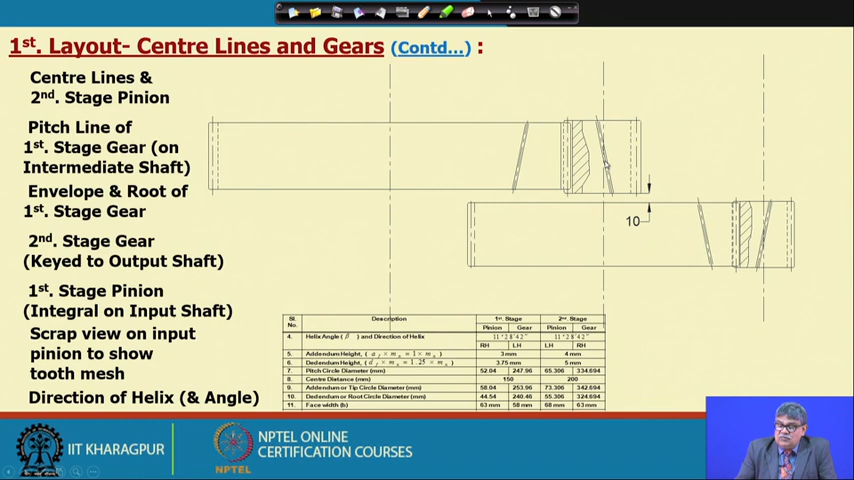 1st. Layout- Centre Lines and Gears (Contd...) :
Centre Lines &
2nd. Stage Pinion
Pitch Line of
1st. Stage Gear (on
Intermediate Shaft)
Envelope & Root of
1st. Stage Gear
2nd. Stage Gear
(Keyed to Output Shaft)
1st. Stage Pinion
(Integral on Input Shaft)
Scrap view on input
pinion to show
tooth mesh
Direction of Helix (& Angle)
10
Sl. No. Description 1st. Stage 2nd. Stage
Pinion Gear Pinion Gear
4. Helix Angle (β) and Direction of Helix 11°28'42" 11°28'42"
RH LH LH RH
5. Addendum Height, 3 mm 4 mm
6. Dedendum Height, 3.75 mm 5 mm
7. Pitch Circle Diameter (mm) 52.04 247.96 65.306 334.694
8. Centre Distance (mm) 150 200
9. Addendum or Tip Circle Diameter (mm) 58.04 253.96 73.306 342.694
10. Dedendum or Root Circle Diameter (mm) 44.54 240.46 55.306 324.694
11. Face width (b) 63 mm 58 mm 68 mm 63 mm
IIT KHARAGPUR
NPTEL
NPTEL ONLINE
CERTIFICATION COURSES